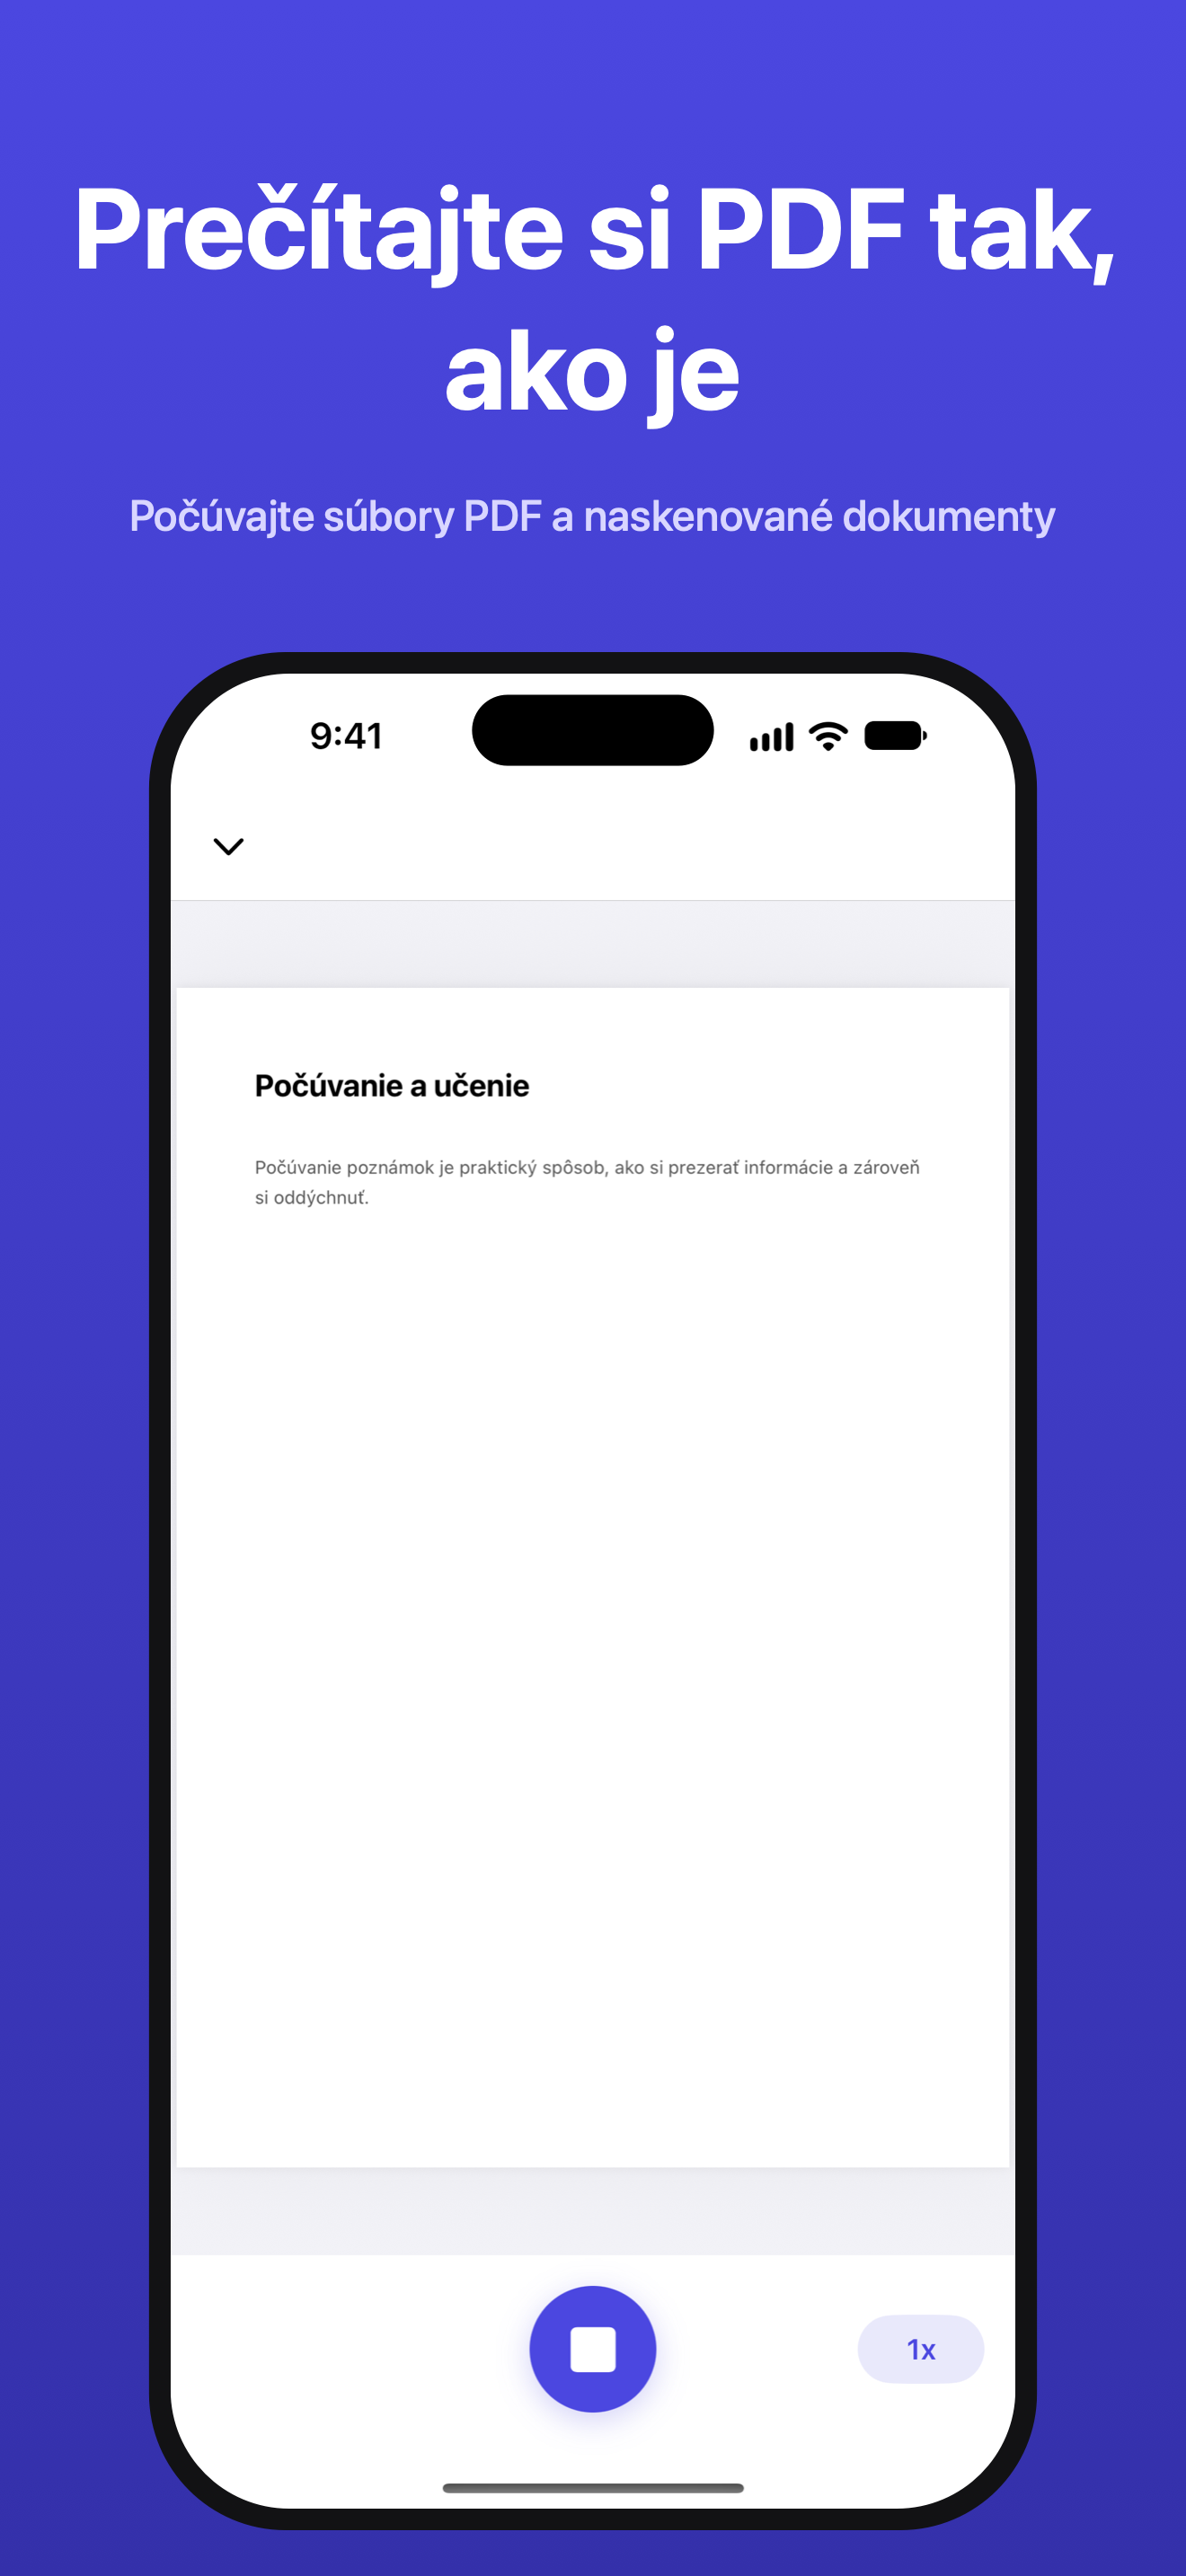 Prečítajte si PDF tak,
ako je
Počúvajte súbory PDF a naskenované dokumenty
9:41
Počúvanie a učenie
Počúvanie poznámok je praktický spôsob, ako si prezerať informácie a zároveň
si oddýchnuť.
1x